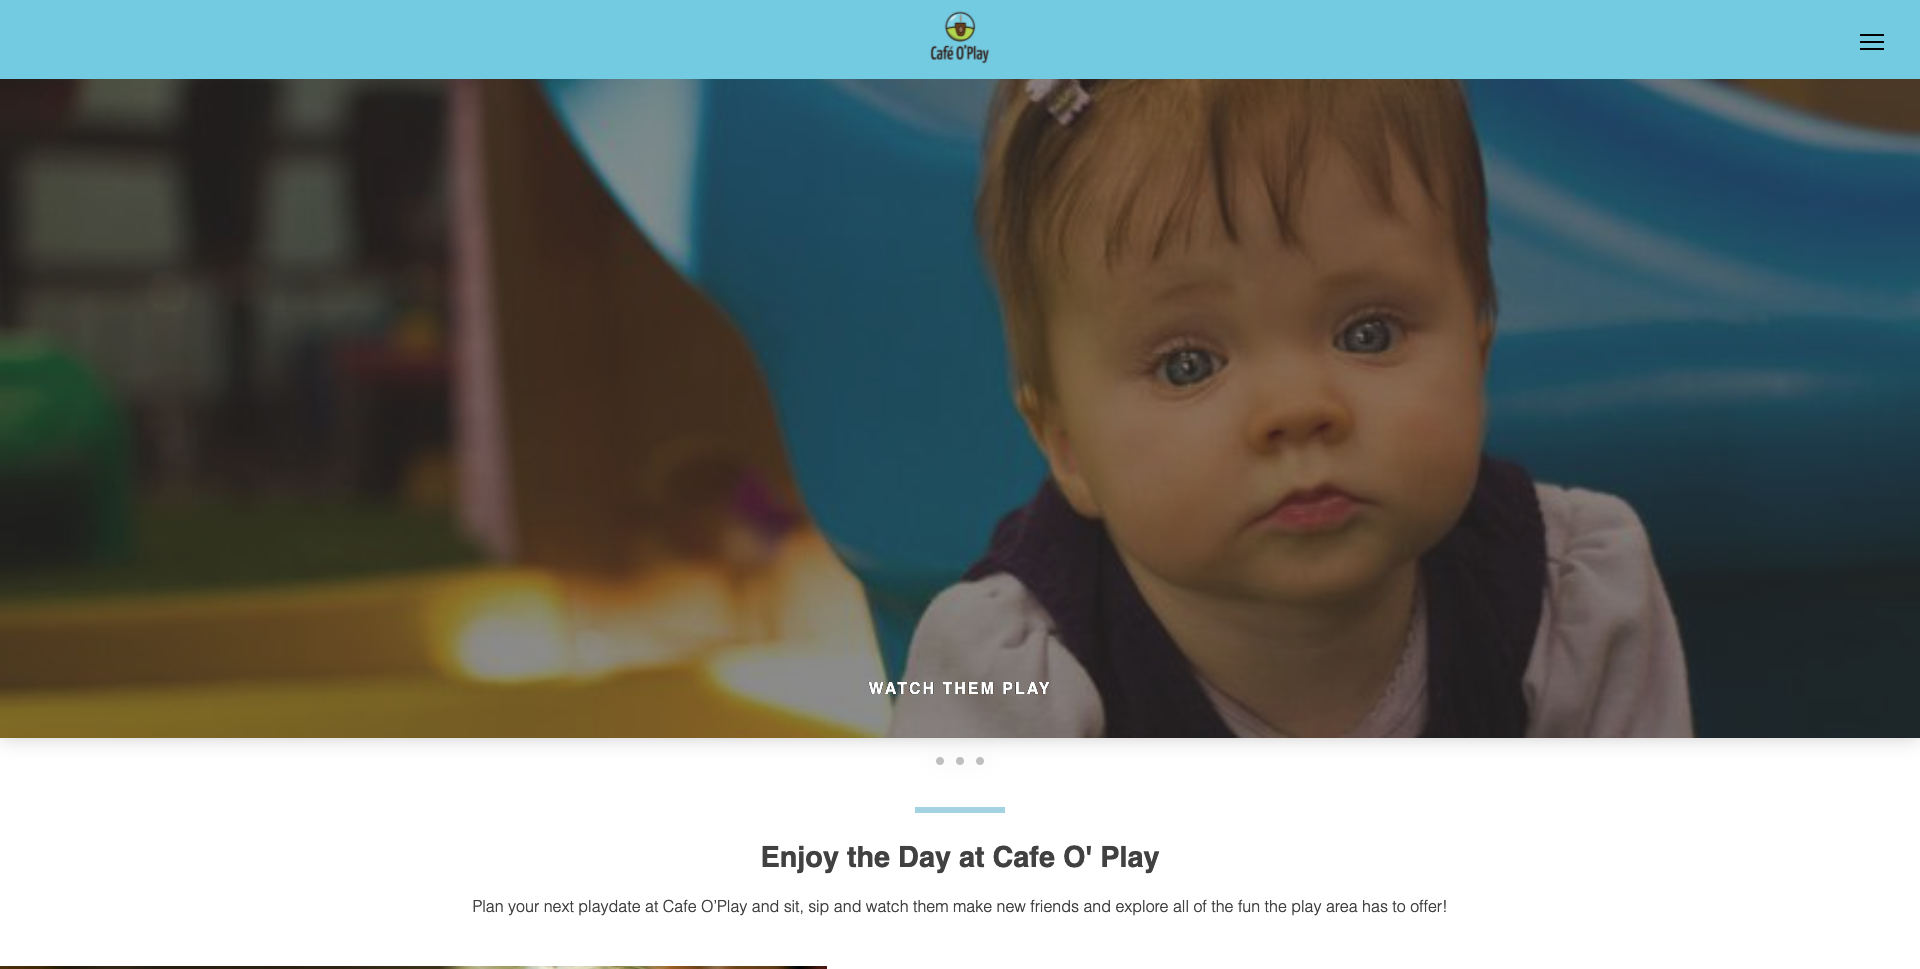 Café O'Play
WATCH THEM PLAY
Enjoy the Day at Cafe O' Play
Plan your next playdate at Cafe O’Play and sit, sip and watch them make new friends and explore all of the fun the play area has to offer!